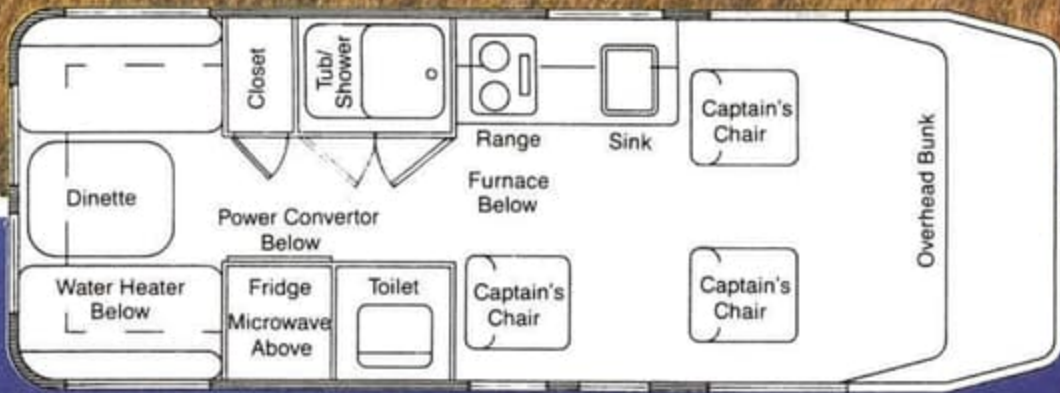 Closet
Tub/
Shower
Range
Sink
Captain's
Chair
Overhead Bunk
Dinette
Power Convertor
Below
Furnace
Below
Water Heater
Below
Fridge
Microwave
Above
Toilet
Captain's
Chair
Captain's
Chair